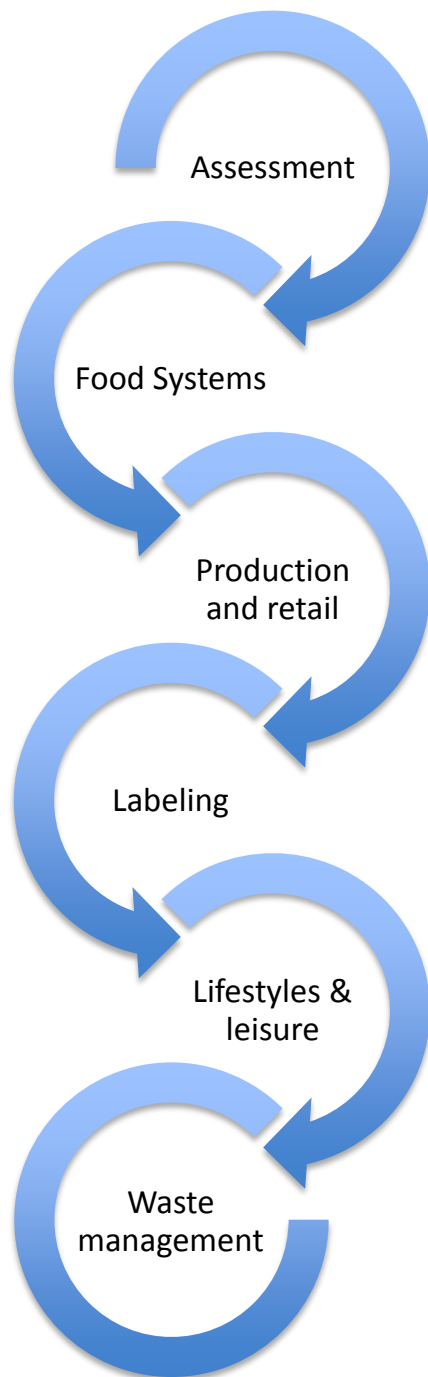 Assessment
Food Systems
Production
and retail
Labeling
Lifestyles &
leisure
Waste
management